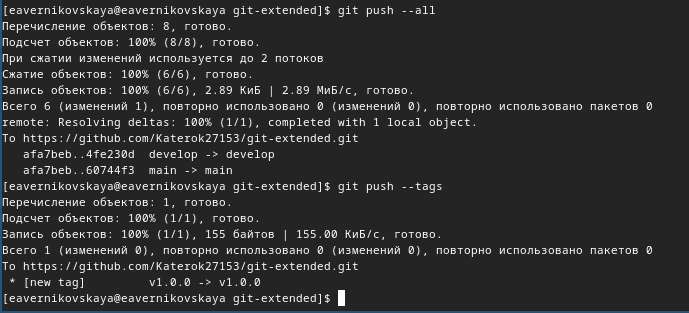 [eavernikovskaya@eavernikovskaya git-extended]$ git push --all
Перечисление объектов: 8, готово.
Подсчет объектов: 100% (8/8), готово.
При сжатии изменений используется до 2 потоков
Сжатие объектов: 100% (6/6), готово.
Запись объектов: 100% (6/6), 2.89 КиБ | 2.89 МиБ/с, готово.
Всего 6 (изменений 1), повторно использовано 0 (изменений 0), повторно использовано пакетов 0
remote: Resolving deltas: 100% (1/1), completed with 1 local object.
To https://github.com/Katerok27153/git-extended.git
   afa7beb..4fe230d  develop -> develop
   afa7beb..60744f3  main -> main
[eavernikovskaya@eavernikovskaya git-extended]$ git push --tags
Перечисление объектов: 1, готово.
Подсчет объектов: 100% (1/1), готово.
Запись объектов: 100% (1/1), 155 байтов | 155.00 КиБ/с, готово.
Всего 1 (изменений 0), повторно использовано 0 (изменений 0), повторно использовано пакетов 0
To https://github.com/Katerok27153/git-extended.git
 * [new tag]         v1.0.0 -> v1.0.0
[eavernikovskaya@eavernikovskaya git-extended]$